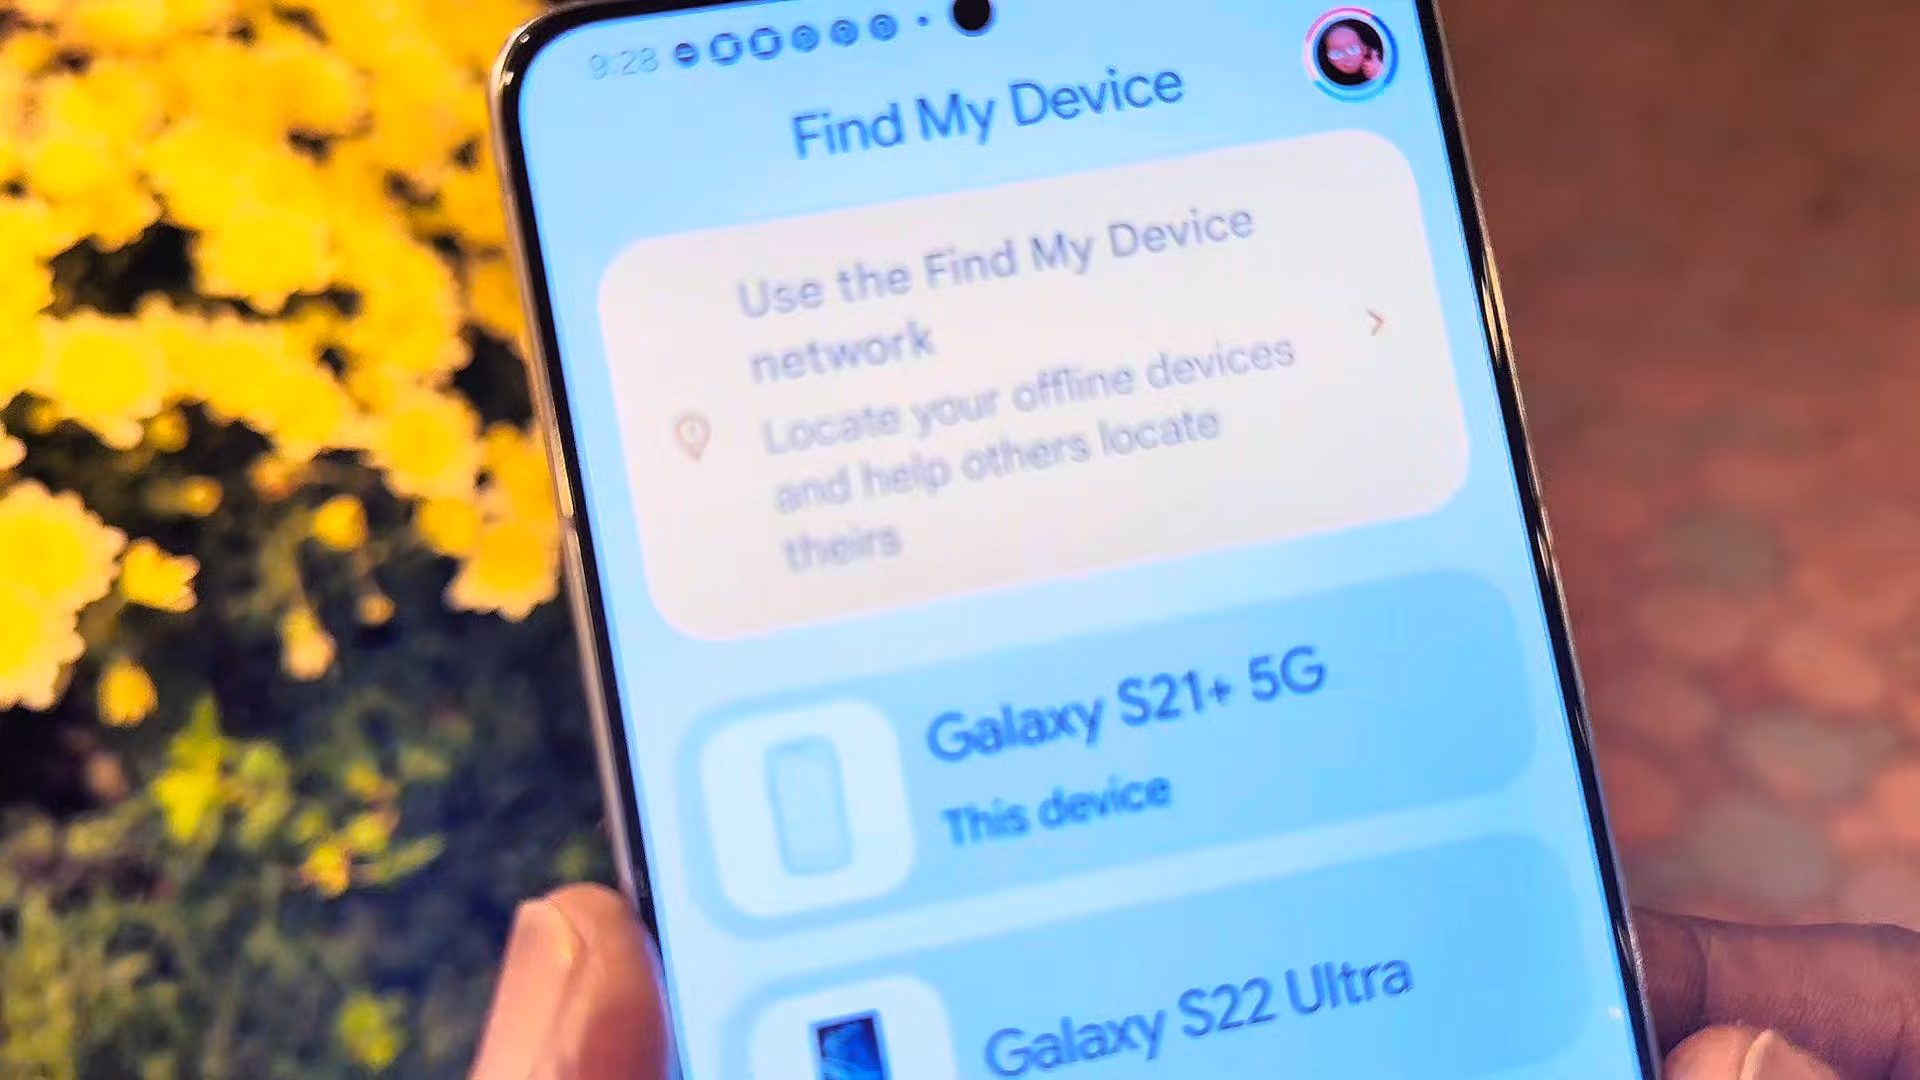 9:28
Find My Device
Use the Find My Device
network
Locate your offline devices
and help others locate
theirs
Galaxy S21+ 5G
This device
Galaxy S22 Ultra